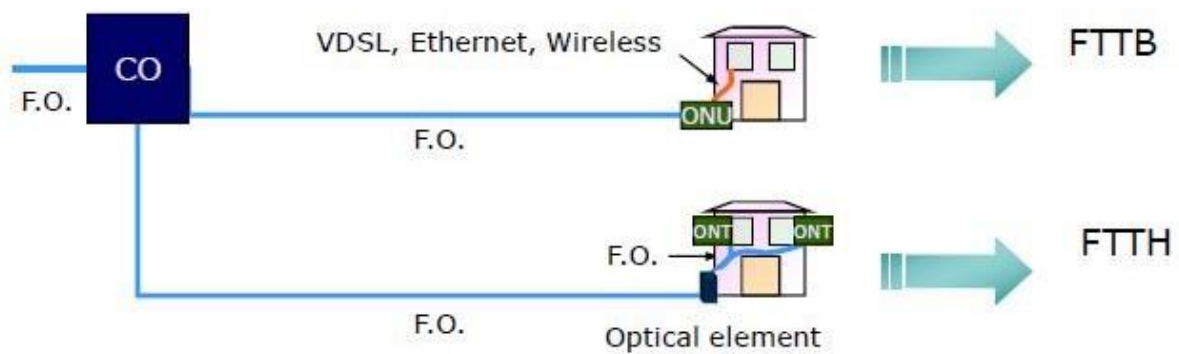 VDSL, Ethernet, Wireless
FTTB
CO
F.O.
ONU
F.O.
ONT
ONT
FTTH
F.O.
F.O.
Optical element